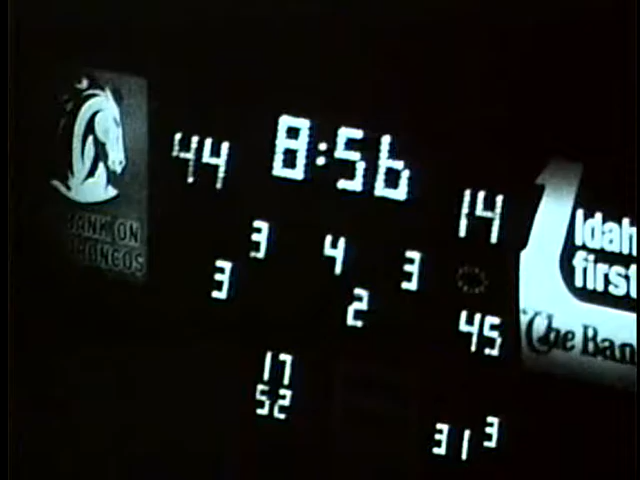 44 8:56 14
BANK ON
BRONCOS
3 4 3
3 2 45
17
52
31 3
1 Idah
first
The Ban